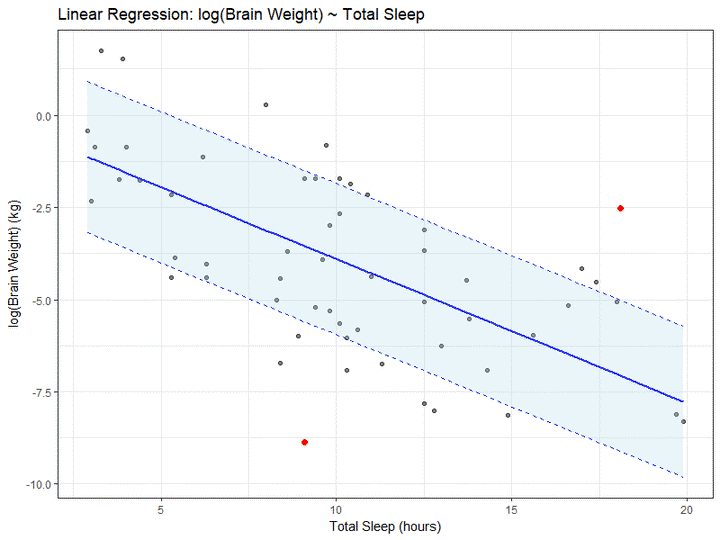 Linear Regression: log(Brain Weight) ~ Total Sleep
log(Brain Weight) (kg)
0.0
-2.5
-5.0
-7.5
-10.0
5 10 15 20
Total Sleep (hours)